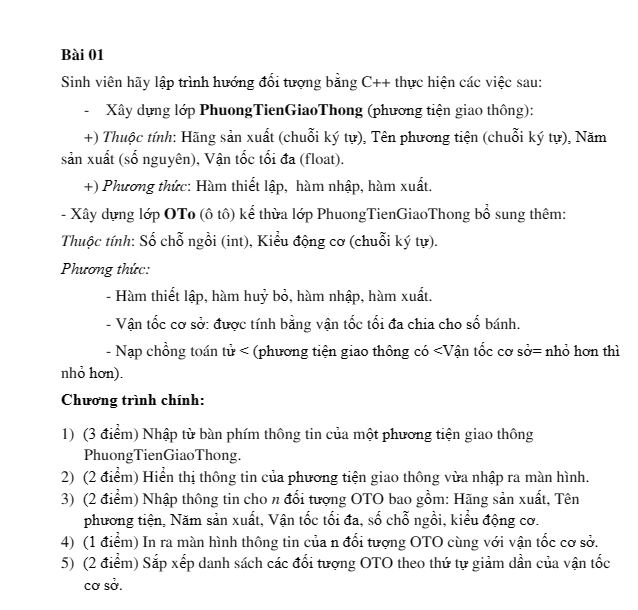 Bài 01
Sinh viên hãy lập trình hướng đối tượng bằng C++ thực hiện các việc sau:
- Xây dựng lớp PhuongTienGiaoThong (phương tiện giao thông):
+) Thuộc tính: Hãng sản xuất (chuỗi ký tự), Tên phương tiện (chuỗi ký tự), Năm
sản xuất (số nguyên), Vận tốc tối đa (float).
+) Phương thức: Hàm thiết lập, hàm nhập, hàm xuất.
- Xây dựng lớp OTo (ô tô) kế thừa lớp PhuongTienGiaoThong bổ sung thêm:
Thuộc tính: Số chỗ ngồi (int), Kiểu động cơ (chuỗi ký tự).
Phương thức:
- Hàm thiết lập, hàm huỷ bỏ, hàm nhập, hàm xuất.
- Vận tốc cơ sở: được tính bằng vận tốc tối đa chia cho số bánh.
- Nạp chồng toán tử < (phương tiện giao thông có <Vận tốc cơ sở= nhỏ hơn thì
nhỏ hơn).
Chương trình chính:
1) (3 điểm) Nhập từ bàn phím thông tin của một phương tiện giao thông
PhuongTienGiaoThong.
2) (2 điểm) Hiển thị thông tin của phương tiện giao thông vừa nhập ra màn hình.
3) (2 điểm) Nhập thông tin cho n đối tượng OTO bao gồm: Hãng sản xuất, Tên
phương tiện, Năm sản xuất, Vận tốc tối đa, số chỗ ngồi, kiểu động cơ.
4) (1 điểm) In ra màn hình thông tin của n đối tượng OTO cùng với vận tốc cơ sở.
5) (2 điểm) Sắp xếp danh sách các đối tượng OTO theo thứ tự giảm dần của vận tốc
cơ sở.